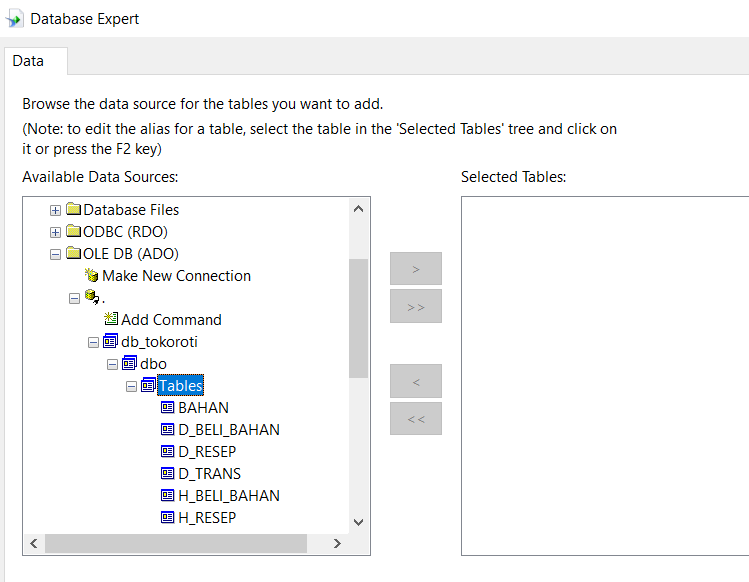 Database Expert
Data
Browse the data source for the tables you want to add.
(Note: to edit the alias for a table, select the table in the 'Selected Tables' tree and click on
it or press the F2 key)
Available Data Sources:
Selected Tables:
Database Files
ODBC (RDO)
OLE DB (ADO)
Make New Connection
.
Add Command
db_tokoroti
dbo
Tables
BAHAN
D_BELI_BAHAN
D_RESEP
D_TRANS
H_BELI_BAHAN
H_RESEP
>
>>
<
<<